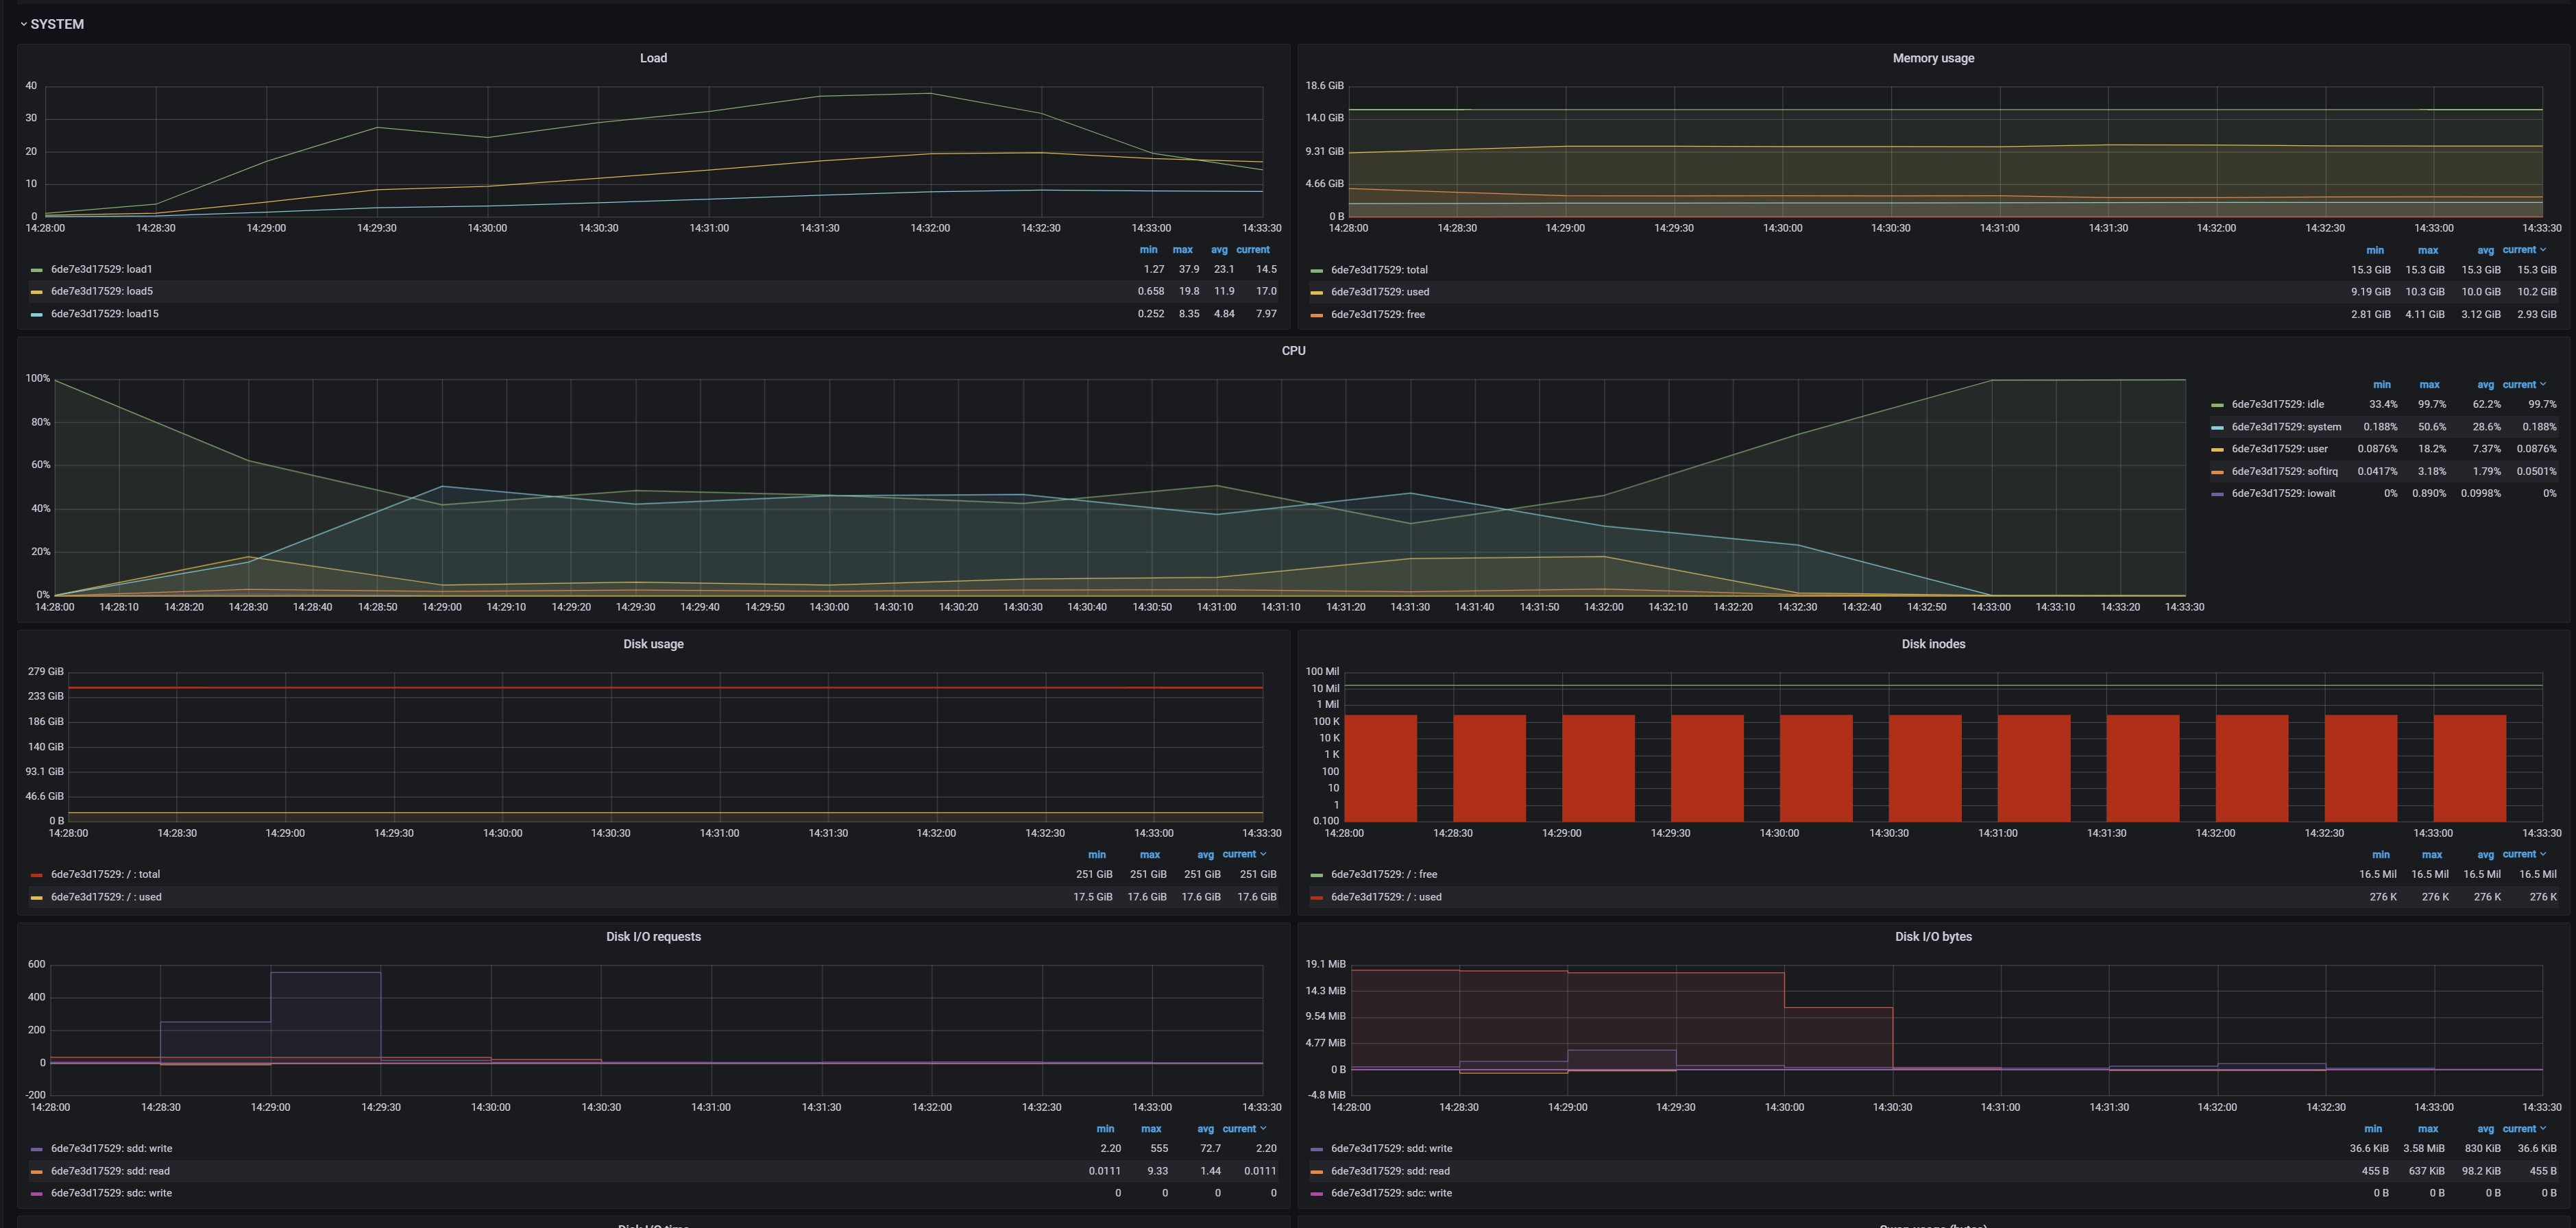 SYSTEM
Load
40
30
20
10
0
14:28:00 14:28:30 14:29:00 14:29:30 14:30:00 14:30:30 14:31:00 14:31:30 14:32:00 14:32:30 14:33:00 14:33:30
min max avg current
6de7e3d17529: load1 1.27 37.9 23.1 14.5
6de7e3d17529: load5 0.658 19.8 11.9 17.0
6de7e3d17529: load15 0.252 8.35 4.84 7.97
Memory usage
18.6 GiB
14.0 GiB
9.31 GiB
4.66 GiB
0 B
14:28:00 14:28:30 14:29:00 14:29:30 14:30:00 14:30:30 14:31:00 14:31:30 14:32:00 14:32:30 14:33:00 14:33:30
min max avg current
6de7e3d17529: total 15.3 GiB 15.3 GiB 15.3 GiB 15.3 GiB
6de7e3d17529: used 9.19 GiB 10.3 GiB 10.0 GiB 10.2 GiB
6de7e3d17529: free 2.81 GiB 4.11 GiB 3.12 GiB 2.93 GiB
CPU
100%
80%
60%
40%
20%
0%
14:28:00 14:28:10 14:28:20 14:28:30 14:28:40 14:28:50 14:29:00 14:29:10 14:29:20 14:29:30 14:29:40 14:29:50 14:30:00 14:30:10 14:30:20 14:30:30 14:30:40 14:30:50 14:31:00 14:31:10 14:31:20 14:31:30 14:31:40 14:31:50 14:32:00 14:32:10 14:32:20 14:32:30 14:32:40 14:32:50 14:33:00 14:33:10 14:33:20 14:33:30
min max avg current
6de7e3d17529: idle 33.4% 99.7% 62.2% 99.7%
6de7e3d17529: system 0.188% 50.6% 28.6% 0.188%
6de7e3d17529: user 0.0876% 18.2% 7.37% 0.0876%
6de7e3d17529: softirq 0.0417% 3.18% 1.79% 0.0501%
6de7e3d17529: iowait 0% 0.890% 0.0998% 0%
Disk usage
279 GiB
233 GiB
186 GiB
140 GiB
93.1 GiB
46.6 GiB
0 B
14:28:00 14:28:30 14:29:00 14:29:30 14:30:00 14:30:30 14:31:00 14:31:30 14:32:00 14:32:30 14:33:00 14:33:30
min max avg current
6de7e3d17529: / : total 251 GiB 251 GiB 251 GiB 251 GiB
6de7e3d17529: / : used 17.5 GiB 17.6 GiB 17.6 GiB 17.6 GiB
Disk inodes
100 Mil
10 Mil
1 Mil
100 K
10 K
1 K
100
10
1
0.100
14:28:00 14:28:30 14:29:00 14:29:30 14:30:00 14:30:30 14:31:00 14:31:30 14:32:00 14:32:30 14:33:00 14:33:30
min max avg current
6de7e3d17529: / : free 16.5 Mil 16.5 Mil 16.5 Mil 16.5 Mil
6de7e3d17529: / : used 276 K 276 K 276 K 276 K
Disk I/O requests
600
400
200
0
-200
14:28:00 14:28:30 14:29:00 14:29:30 14:30:00 14:30:30 14:31:00 14:31:30 14:32:00 14:32:30 14:33:00 14:33:30
min max avg current
6de7e3d17529: sdd: write 2.20 555 72.7 2.20
6de7e3d17529: sdd: read 0.0111 9.33 1.44 0.0111
6de7e3d17529: sdc: write 0 0 0 0
Disk I/O bytes
19.1 MiB
14.3 MiB
9.54 MiB
4.77 MiB
0 B
-4.8 MiB
14:28:00 14:28:30 14:29:00 14:29:30 14:30:00 14:30:30 14:31:00 14:31:30 14:32:00 14:32:30 14:33:00 14:33:30
min max avg current
6de7e3d17529: sdd: write 36.6 KiB 3.58 MiB 830 KiB 36.6 KiB
6de7e3d17529: sdd: read 455 B 637 KiB 98.2 KiB 455 B
6de7e3d17529: sdc: write 0 B 0 B 0 B 0 B
Disk I/O time
Swap usage (bytes)